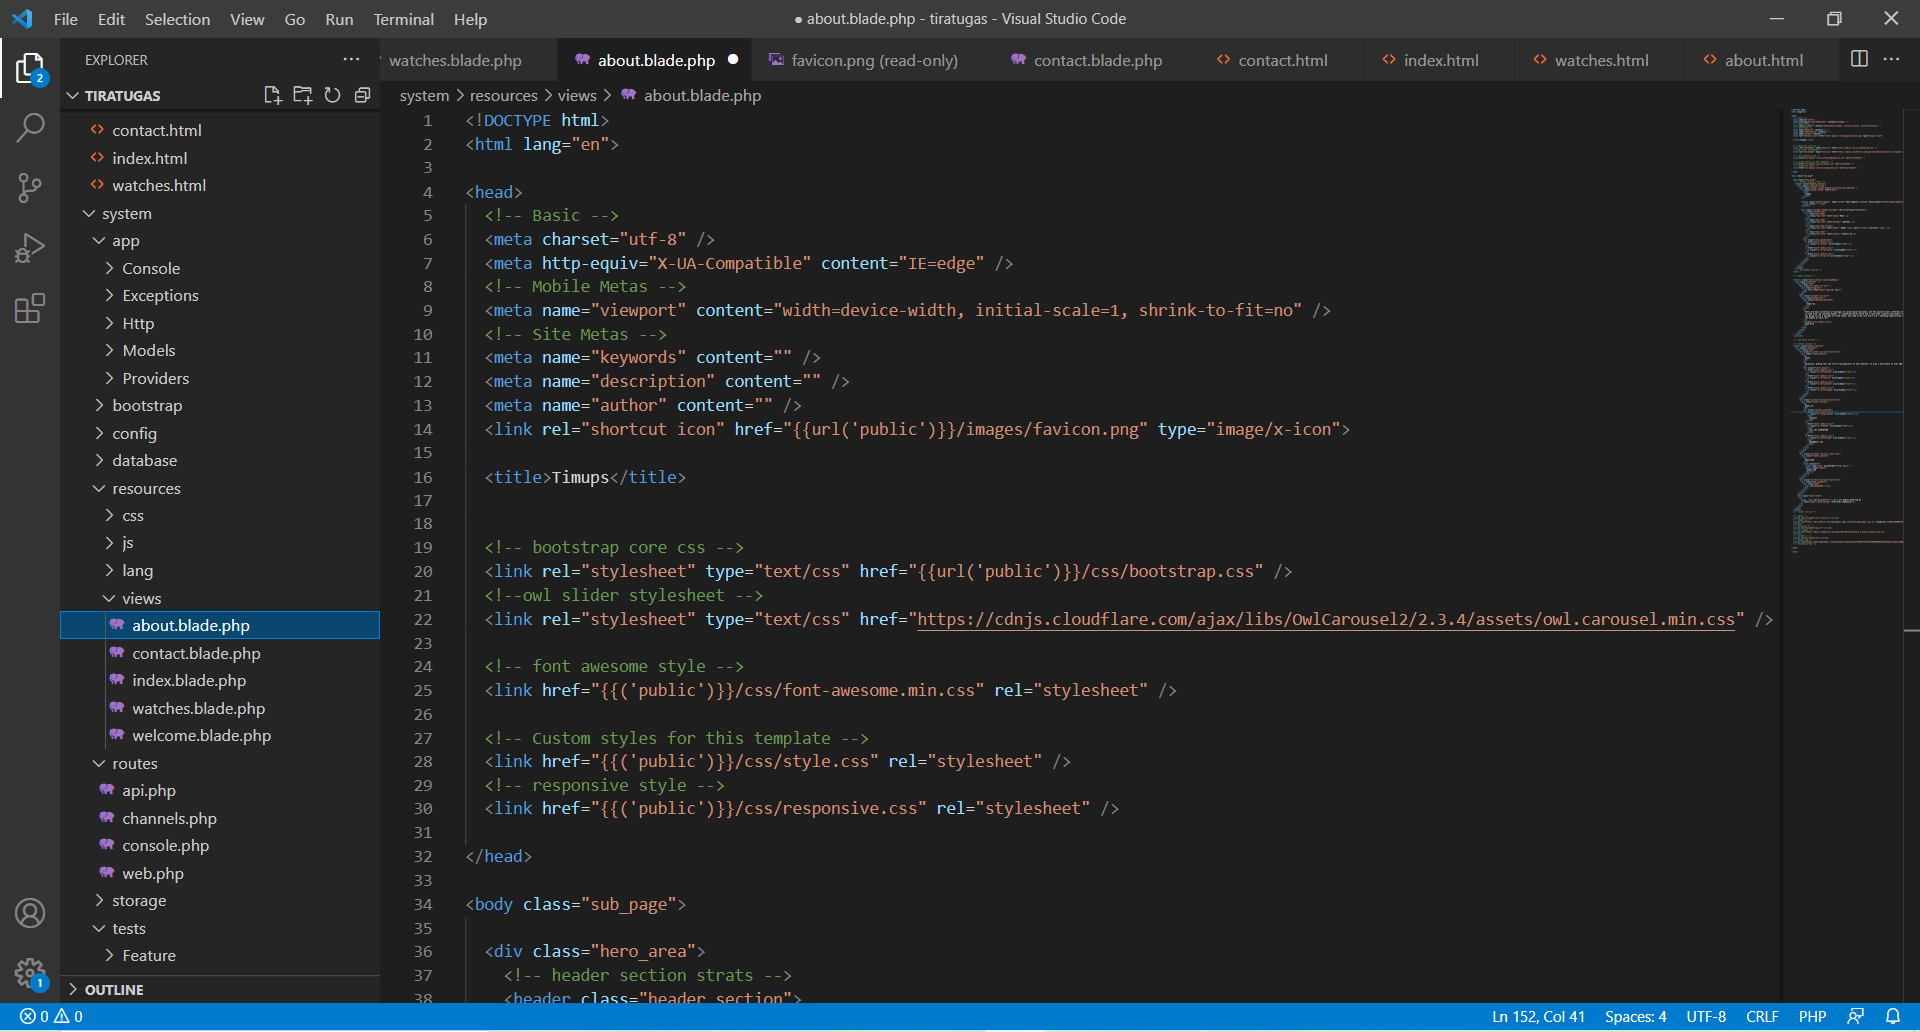 File Edit Selection View Go Run Terminal Help
● about.blade.php - tiratugas - Visual Studio Code
EXPLORER
watches.blade.php
about.blade.php
favicon.png (read-only)
contact.blade.php
contact.html
index.html
watches.html
about.html
system > resources > views > about.blade.php
TIRATUGAS
contact.html
index.html
watches.html
system
app
Console
Exceptions
Http
Models
Providers
bootstrap
config
database
resources
css
js
lang
views
about.blade.php
contact.blade.php
index.blade.php
watches.blade.php
welcome.blade.php
routes
api.php
channels.php
console.php
web.php
storage
tests
Feature
OUTLINE
2
1
1 <!DOCTYPE html>
2 <html lang="en">
3
4 <head>
5 <!-- Basic -->
6 <meta charset="utf-8" />
7 <meta http-equiv="X-UA-Compatible" content="IE=edge" />
8 <!-- Mobile Metas -->
9 <meta name="viewport" content="width=device-width, initial-scale=1, shrink-to-fit=no" />
10 <!-- Site Metas -->
11 <meta name="keywords" content="" />
12 <meta name="description" content="" />
13 <meta name="author" content="" />
14 <link rel="shortcut icon" href="{{url('public')}}/images/favicon.png" type="image/x-icon">
15
16 <title>Timups</title>
17
18
19 <!-- bootstrap core css -->
20 <link rel="stylesheet" type="text/css" href="{{url('public')}}/css/bootstrap.css" />
21 <!--owl slider stylesheet -->
22 <link rel="stylesheet" type="text/css" href="https://cdnjs.cloudflare.com/ajax/libs/OwlCarousel2/2.3.4/assets/owl.carousel.min.css" />
23
24 <!-- font awesome style -->
25 <link href="{{('public')}}/css/font-awesome.min.css" rel="stylesheet" />
26
27 <!-- Custom styles for this template -->
28 <link href="{{('public')}}/css/style.css" rel="stylesheet" />
29 <!-- responsive style -->
30 <link href="{{('public')}}/css/responsive.css" rel="stylesheet" />
31
32 </head>
33
34 <body class="sub_page">
35
36 <div class="hero_area">
37 <!-- header section strats -->
38 <header class="header_section">
0 0
Ln 152, Col 41 Spaces: 4 UTF-8 CRLF PHP